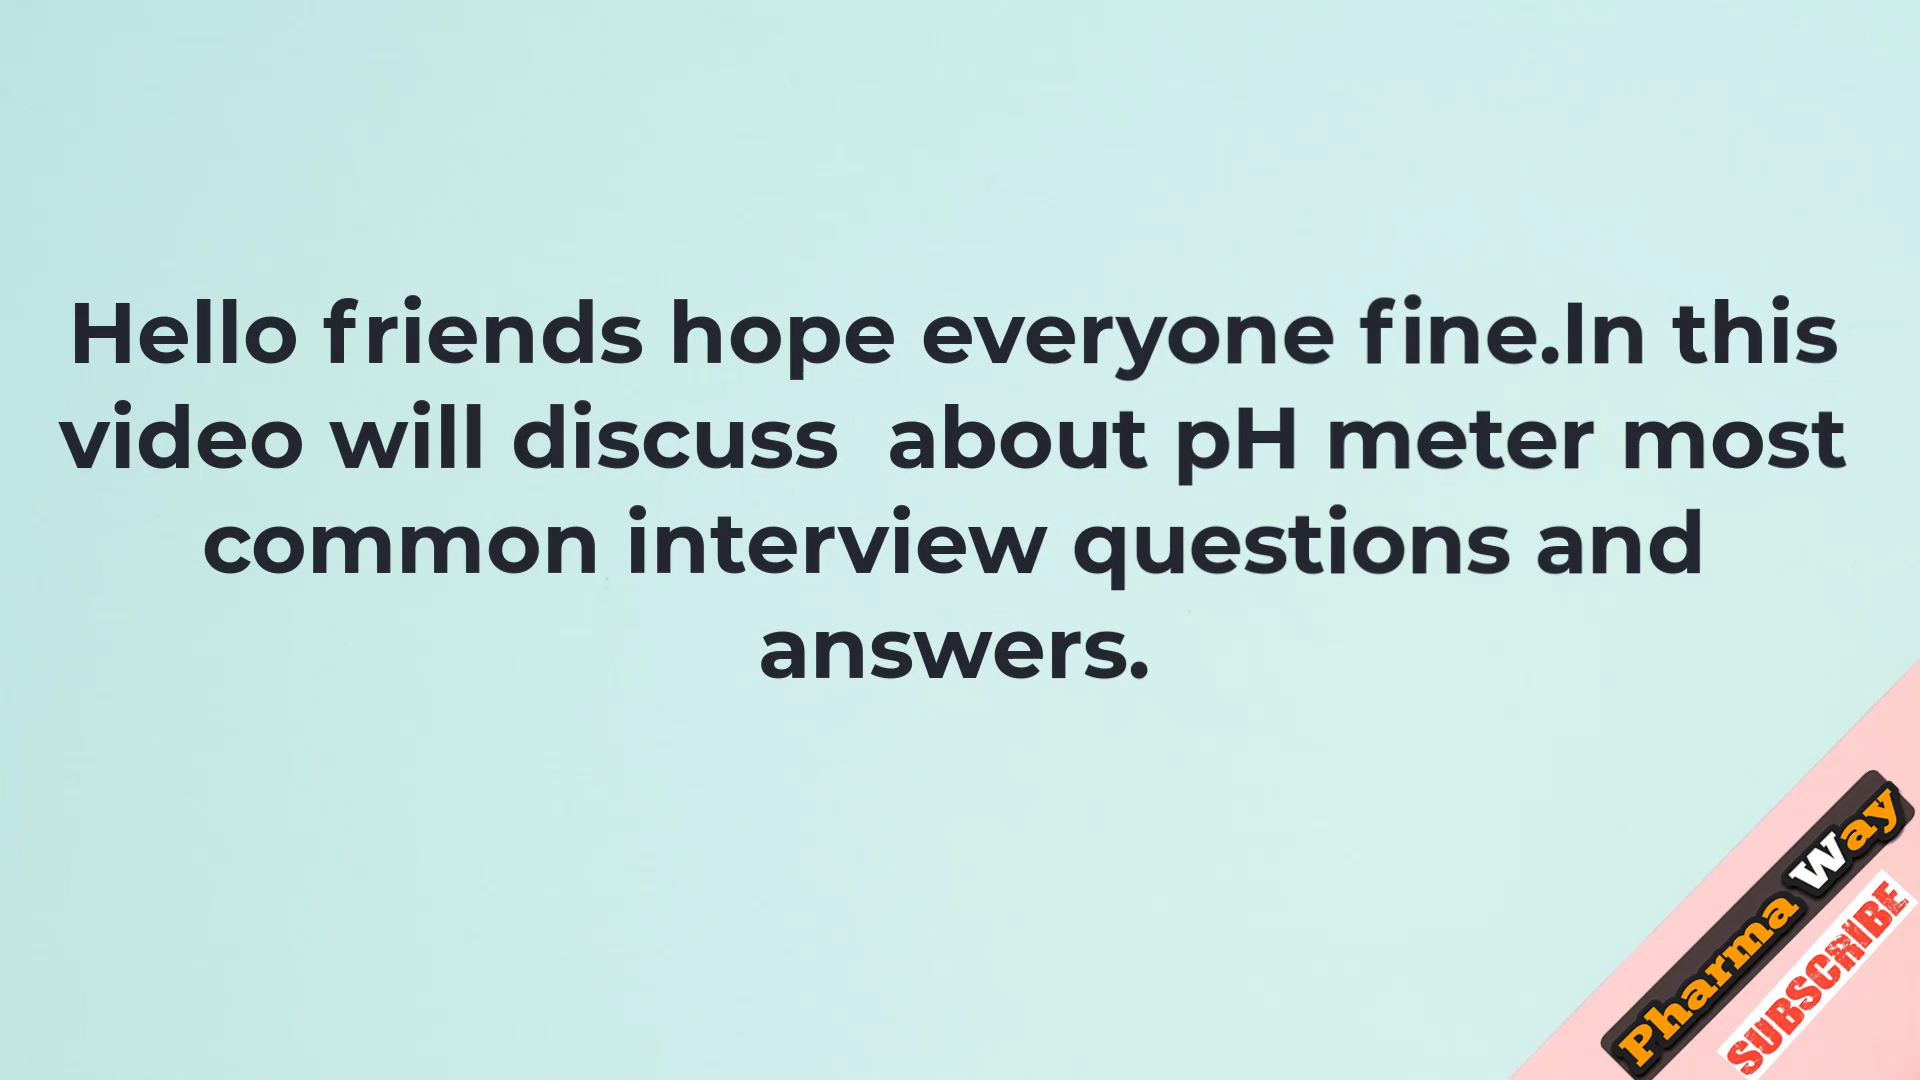 Hello friends hope everyone fine.In this
video will discuss  about pH meter most
common interview questions and
answers.
Pharma Way
SUBSCRIBE